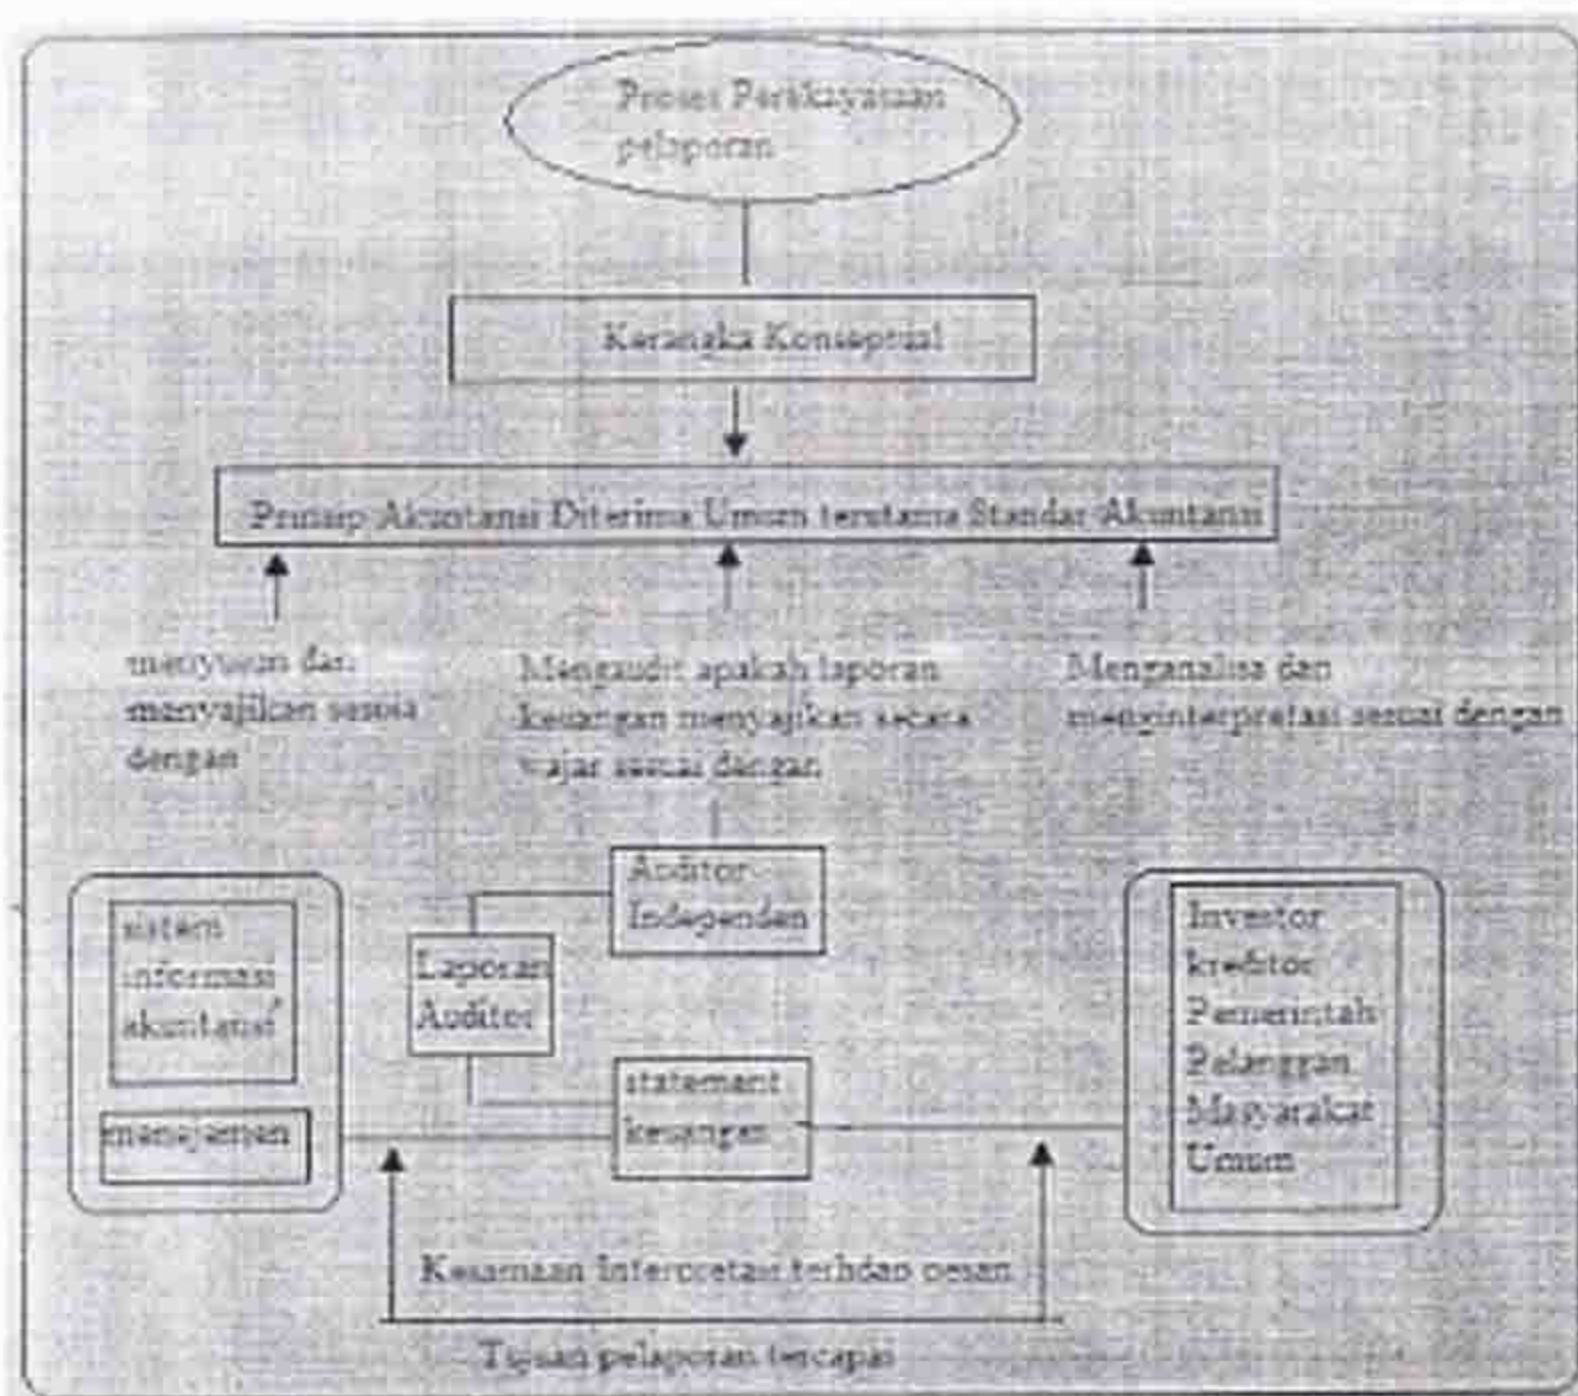 Proses Perekayasaan
pelaporan
Kerangka Konseptual
Prinsip Akuntansi Diterima Umum terutama Standar Akuntansi
menyusun dan
menyajikan sesuia
dengan
Mengaudit apakah laporan
keuangan menyajikan secara
wajar sesuai dengan
Menganalisa dan
menginterpretasi sesuai dengan
Auditor
Independen
sistem
informasi
akuntansi
Laporan
Auditor
manajemen
statement
keuangan
Investor
kreditor
Pemerintah
Pelanggan
Masyarakat
Umum
Kesamaan Interpretasi terhdap pesan
Tujuan pelaporan tercapai